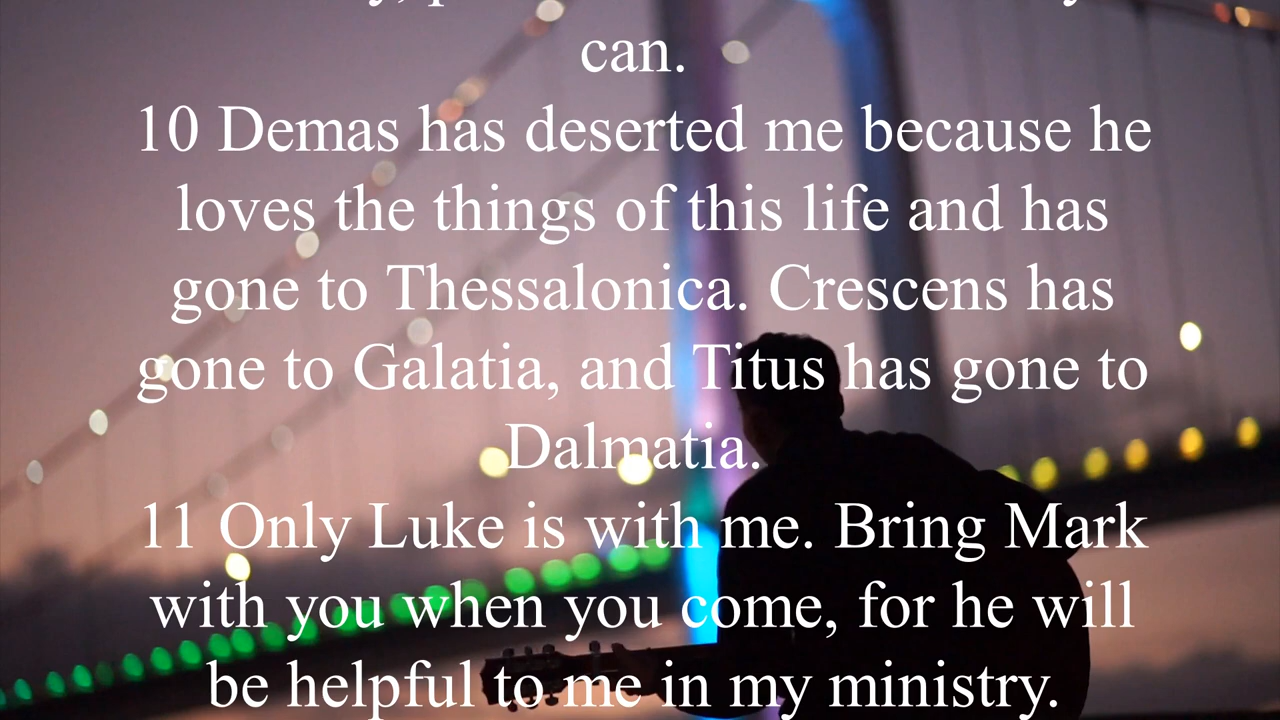 can.
10 Demas has deserted me because he
loves the things of this life and has
gone to Thessalonica. Crescens has
gone to Galatia, and Titus has gone to
Dalmatia.
11 Only Luke is with me. Bring Mark
with you when you come, for he will
be helpful to me in my ministry.